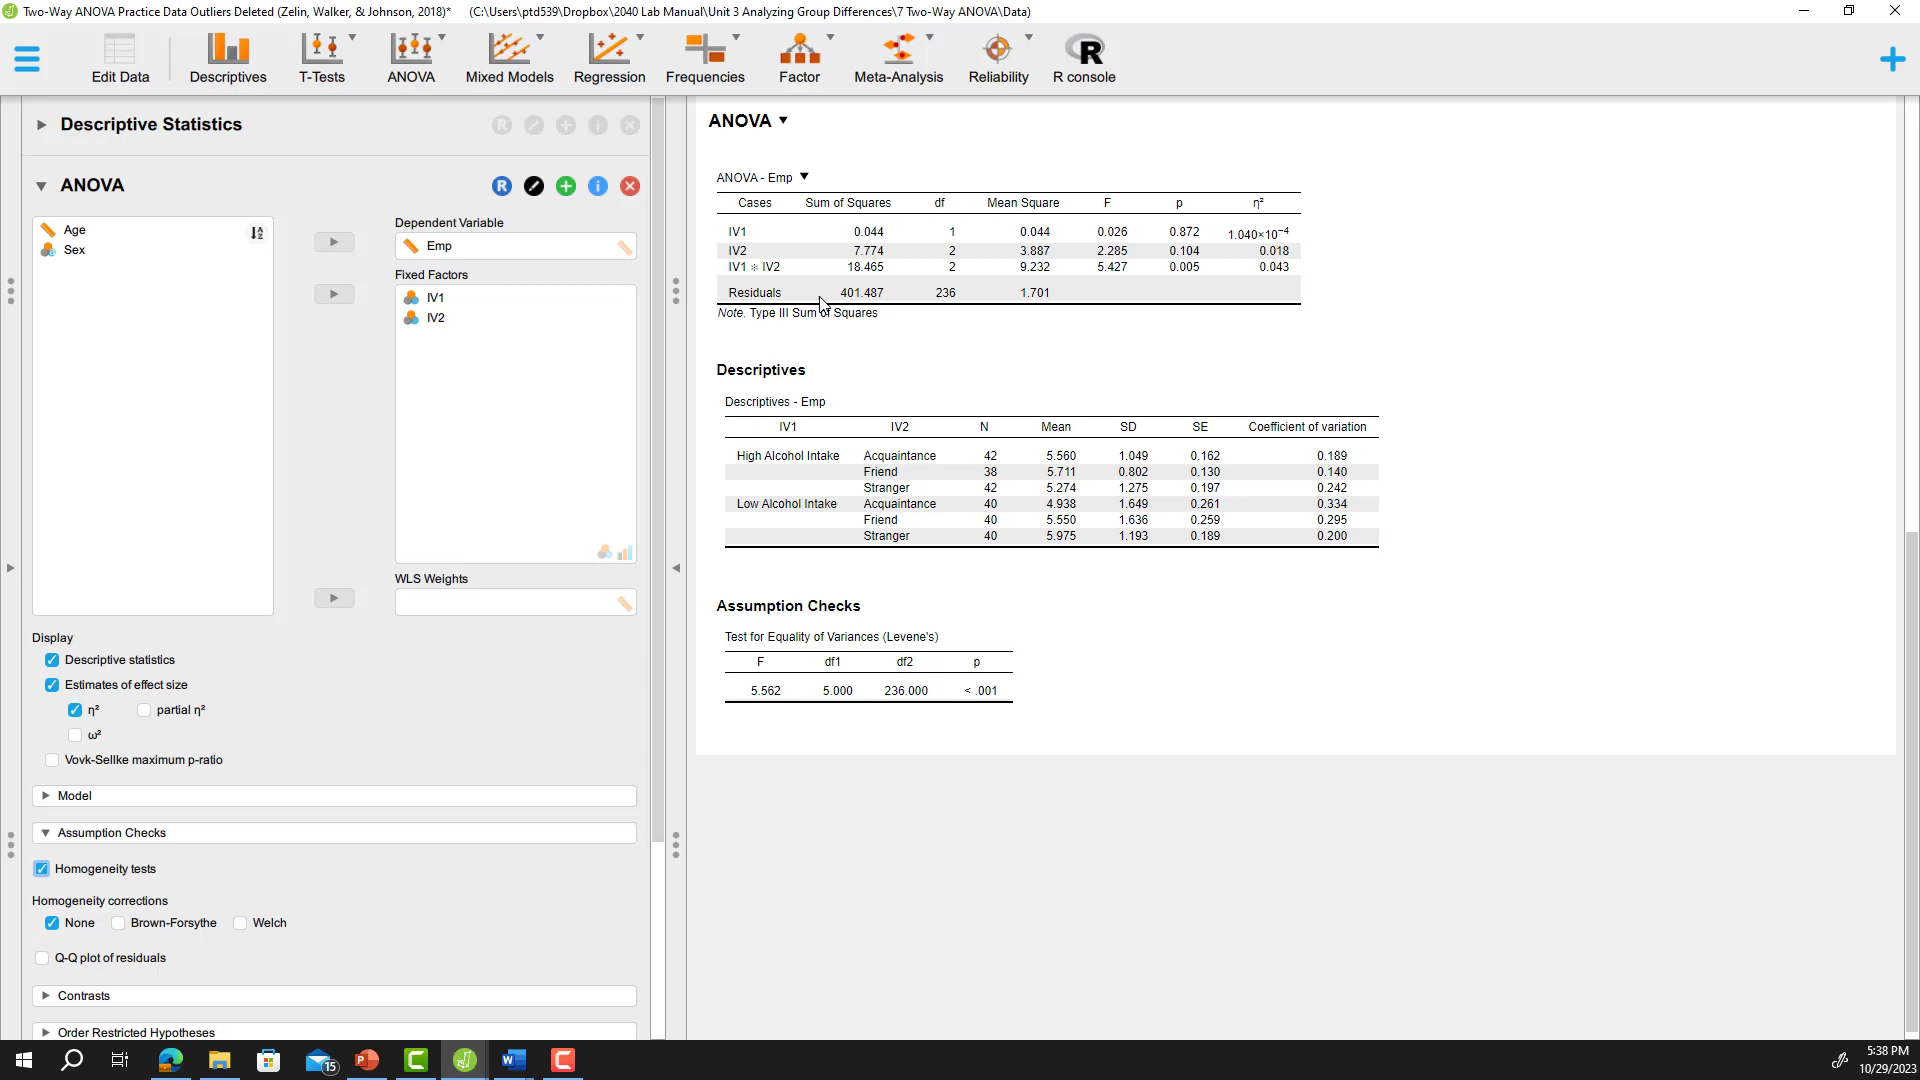 Two-Way ANOVA Practice Data Outliers Deleted (Zelin, Walker, & Johnson, 2018)* (C:\Users\ptd539\Dropbox\2040 Lab Manual\Unit 3 Analyzing Group Differences\7 Two-Way ANOVA\Data)
Edit Data Descriptives T-Tests ANOVA Mixed Models Regression Frequencies Factor Meta-Analysis Reliability R console
Descriptive Statistics
ANOVA
Age
Sex
Dependent Variable
Emp
Fixed Factors
IV1
IV2
WLS Weights
Display
Descriptive statistics
Estimates of effect size
η² partial η²
ω²
Vovk-Sellke maximum p-ratio
Model
Assumption Checks
Homogeneity tests
Homogeneity corrections
None Brown-Forsythe Welch
Q-Q plot of residuals
Contrasts
Order Restricted Hypotheses
ANOVA
ANOVA - Emp
Cases Sum of Squares df Mean Square F p η²
IV1 0.044 1 0.044 0.026 0.872 1.040×10⁻⁴
IV2 7.774 2 3.887 2.285 0.104 0.018
IV1 ✻ IV2 18.465 2 9.232 5.427 0.005 0.043
Residuals 401.487 236 1.701
Note. Type III Sum of Squares
Descriptives
Descriptives - Emp
IV1 IV2 N Mean SD SE Coefficient of variation
High Alcohol Intake Acquaintance 42 5.560 1.049 0.162 0.189
Friend 38 5.711 0.802 0.130 0.140
Stranger 42 5.274 1.275 0.197 0.242
Low Alcohol Intake Acquaintance 40 4.938 1.649 0.261 0.334
Friend 40 5.550 1.636 0.259 0.295
Stranger 40 5.975 1.193 0.189 0.200
Assumption Checks
Test for Equality of Variances (Levene's)
F df1 df2 p
5.562 5.000 236.000 < .001
15
5:38 PM
10/29/2023